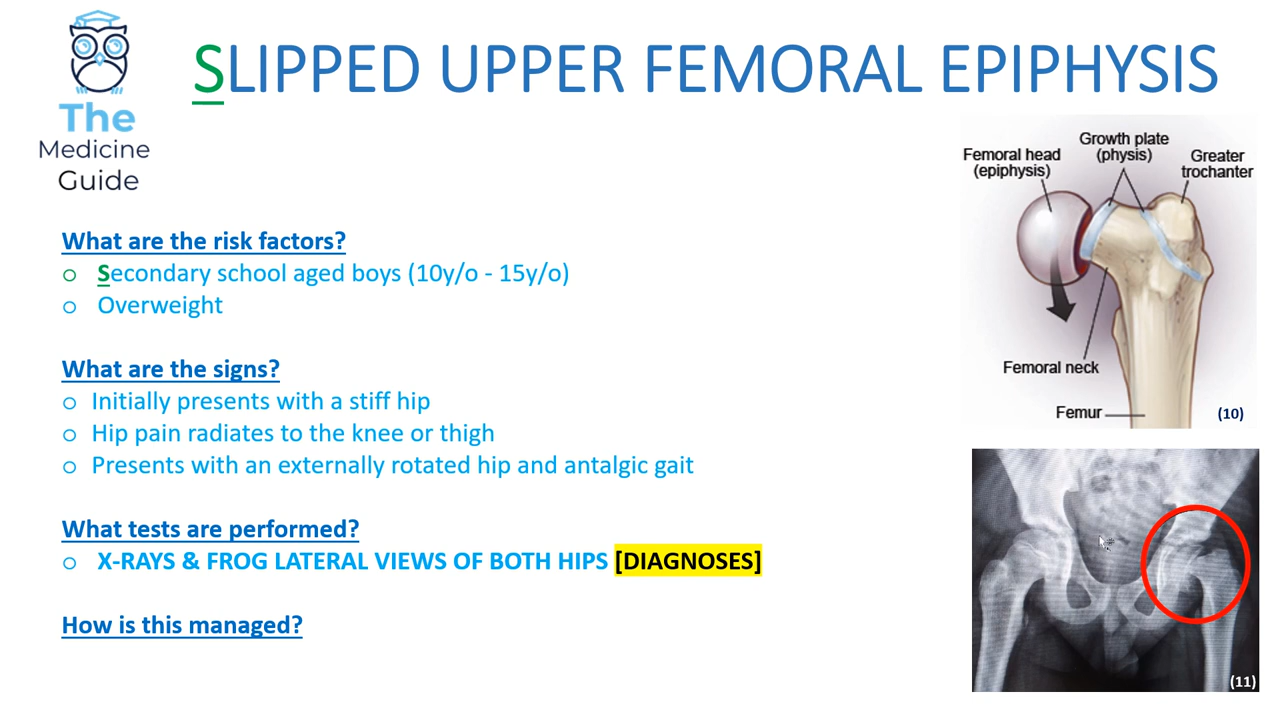 The
Medicine
Guide
SLIPPED UPPER FEMORAL EPIPHYSIS
What are the risk factors?
o Secondary school aged boys (10y/o - 15y/o)
o Overweight
What are the signs?
o Initially presents with a stiff hip
o Hip pain radiates to the knee or thigh
o Presents with an externally rotated hip and antalgic gait
What tests are performed?
o X-RAYS & FROG LATERAL VIEWS OF BOTH HIPS [DIAGNOSES]
How is this managed?
Femoral head
(epiphysis)
Growth plate
(physis)
Greater
trochanter
Femoral neck
Femur
(10)
(11)